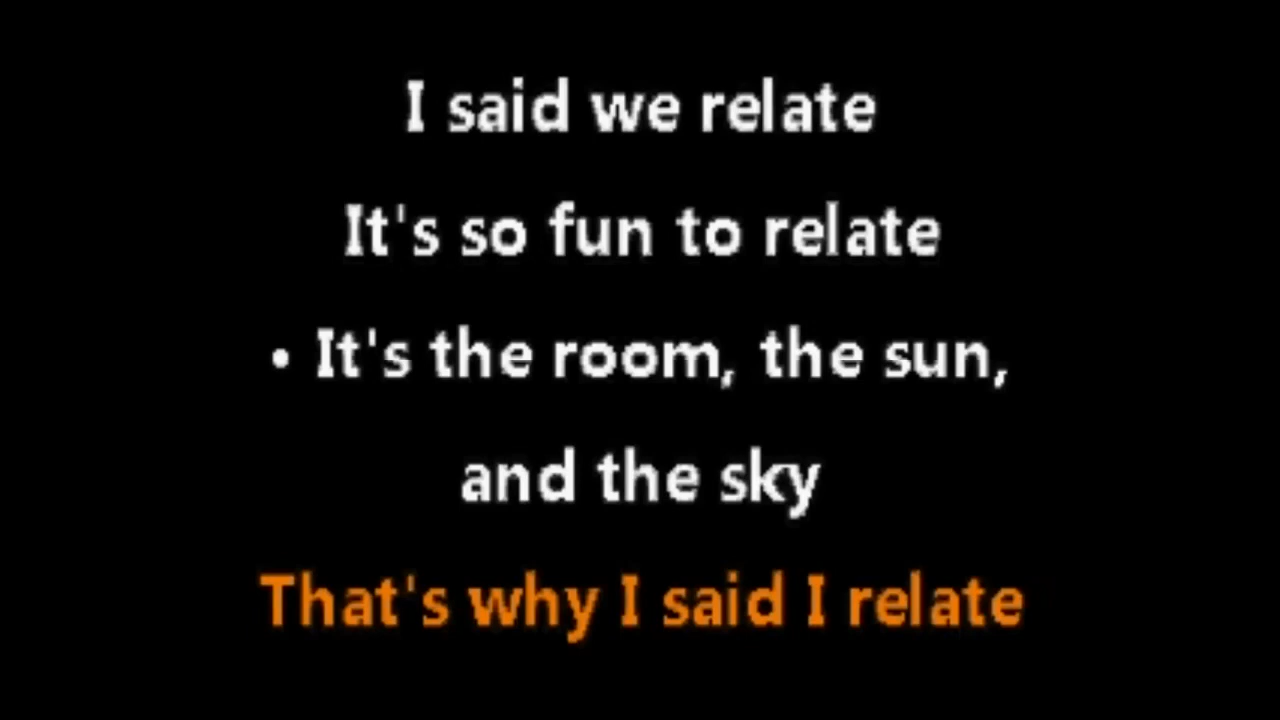 I said we relate
It's so fun to relate
• It's the room, the sun,
and the sky
That's why I said I relate